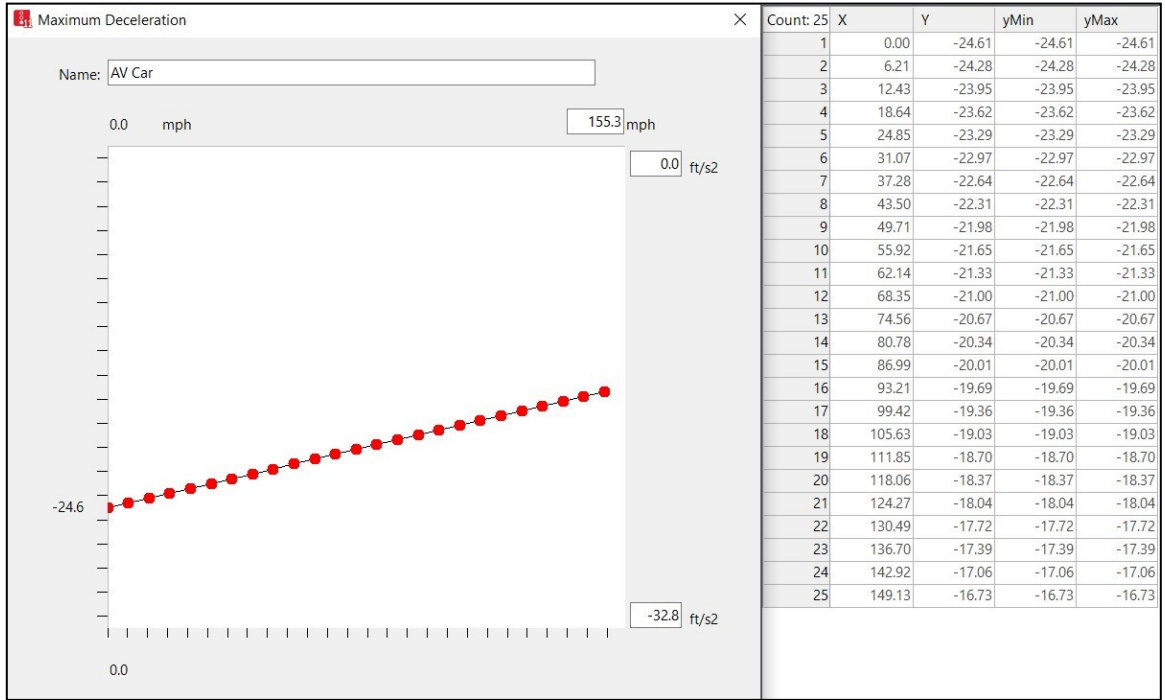 Maximum Deceleration
Name: AV Car
0.0 mph 155.3 mph
0.0 ft/s2
-24.6
-32.8 ft/s2
0.0
Count: 25 X Y yMin yMax
1 0.00 -24.61 -24.61 -24.61
2 6.21 -24.28 -24.28 -24.28
3 12.43 -23.95 -23.95 -23.95
4 18.64 -23.62 -23.62 -23.62
5 24.85 -23.29 -23.29 -23.29
6 31.07 -22.97 -22.97 -22.97
7 37.28 -22.64 -22.64 -22.64
8 43.50 -22.31 -22.31 -22.31
9 49.71 -21.98 -21.98 -21.98
10 55.92 -21.65 -21.65 -21.65
11 62.14 -21.33 -21.33 -21.33
12 68.35 -21.00 -21.00 -21.00
13 74.56 -20.67 -20.67 -20.67
14 80.78 -20.34 -20.34 -20.34
15 86.99 -20.01 -20.01 -20.01
16 93.21 -19.69 -19.69 -19.69
17 99.42 -19.36 -19.36 -19.36
18 105.63 -19.03 -19.03 -19.03
19 111.85 -18.70 -18.70 -18.70
20 118.06 -18.37 -18.37 -18.37
21 124.27 -18.04 -18.04 -18.04
22 130.49 -17.72 -17.72 -17.72
23 136.70 -17.39 -17.39 -17.39
24 142.92 -17.06 -17.06 -17.06
25 149.13 -16.73 -16.73 -16.73